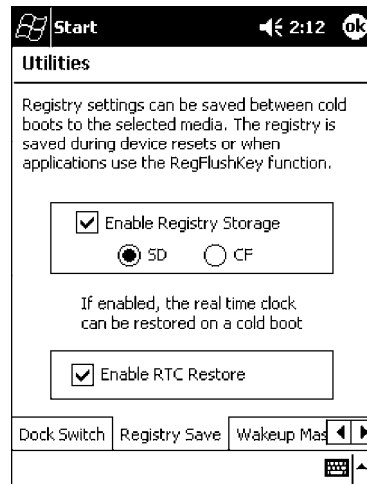 Start 2:12 ok
Utilities
Registry settings can be saved between cold
boots to the selected media. The registry is
saved during device resets or when
applications use the RegFlushKey function.
Enable Registry Storage
SD CF
If enabled, the real time clock
can be restored on a cold boot
Enable RTC Restore
Dock Switch Registry Save Wakeup Mas